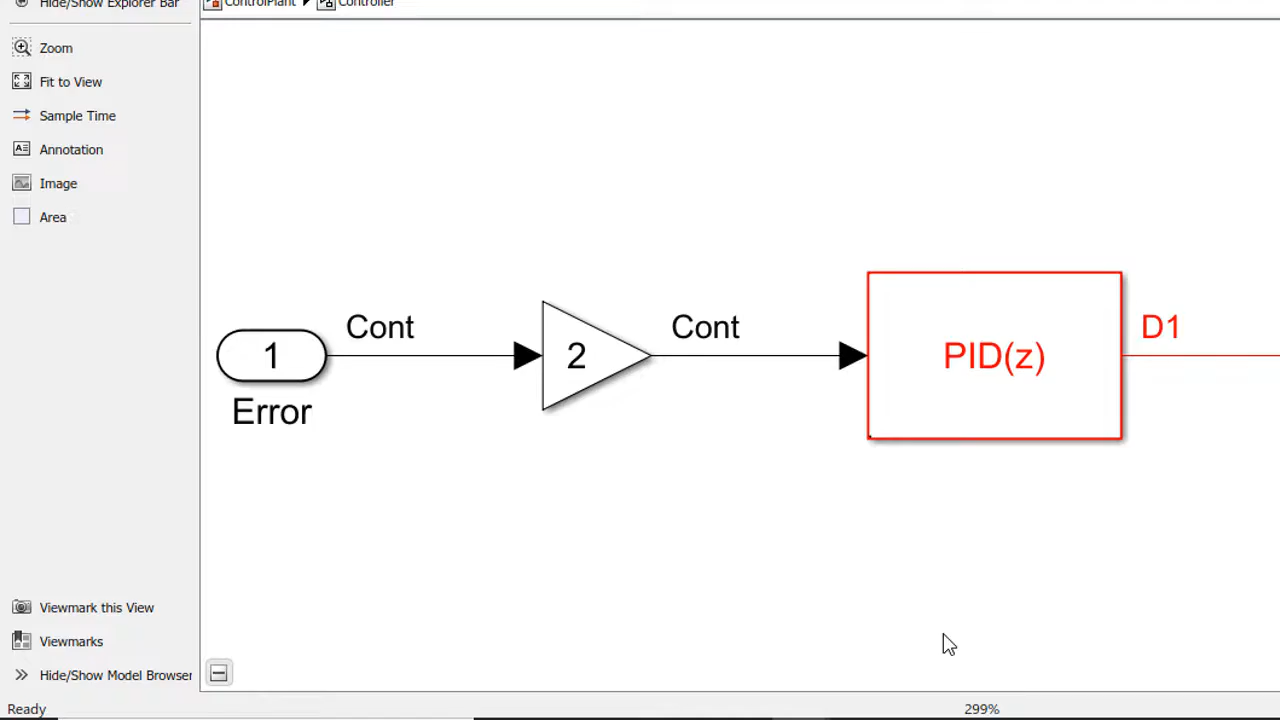 Hide/Show Explorer Bar
ControlPlant Controller
Zoom
Fit to View
Sample Time
Annotation
Image
Area
Cont
Cont
D1
1
2
PID(z)
Error
Viewmark this View
Viewmarks
Hide/Show Model Browser
Ready
299%